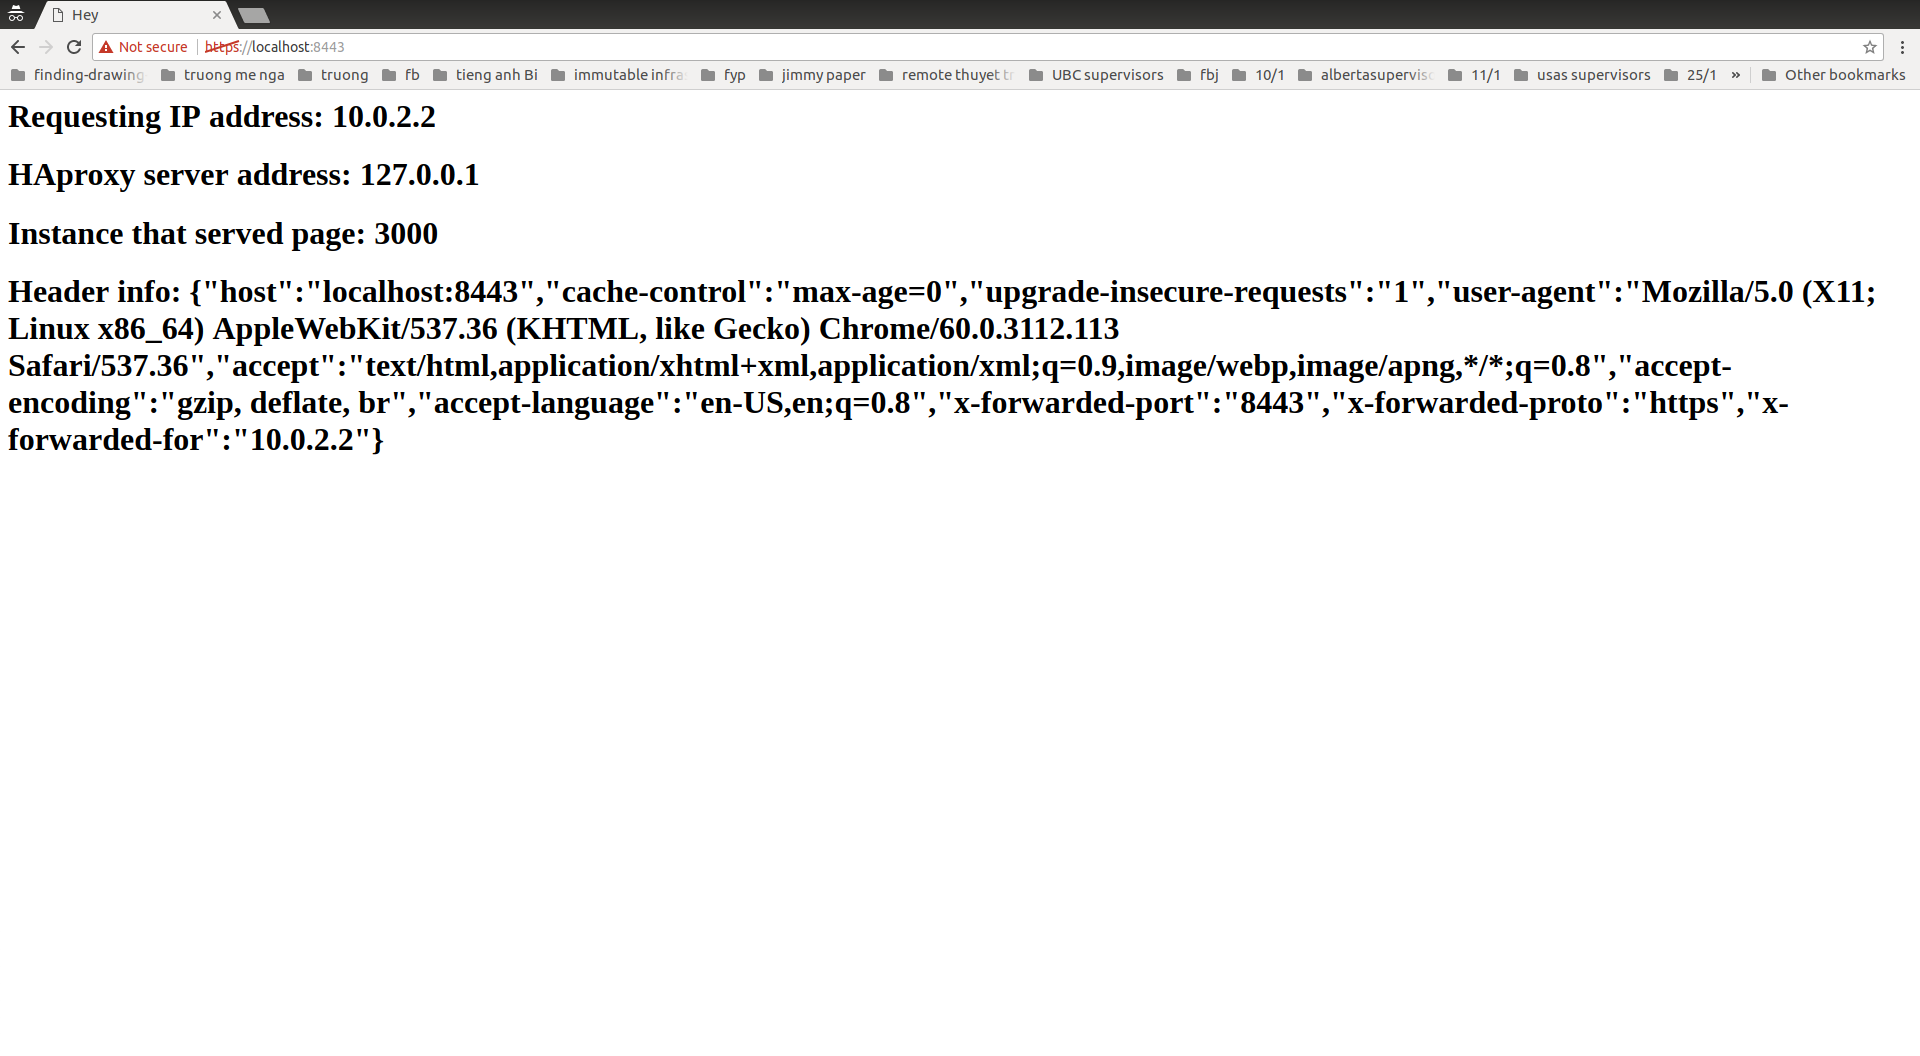 Hey
Not secure https://localhost:8443
finding-drawing truong me nga truong fb tieng anh Bi immutable infra fyp jimmy paper remote thuyet tr UBC supervisors fbj 10/1 albertasupervisc 11/1 usas supervisors 25/1 » Other bookmarks
Requesting IP address: 10.0.2.2
HAproxy server address: 127.0.0.1
Instance that served page: 3000
Header info: {"host":"localhost:8443","cache-control":"max-age=0","upgrade-insecure-requests":"1","user-agent":"Mozilla/5.0 (X11;
Linux x86_64) AppleWebKit/537.36 (KHTML, like Gecko) Chrome/60.0.3112.113
Safari/537.36","accept":"text/html,application/xhtml+xml,application/xml;q=0.9,image/webp,image/apng,*/*;q=0.8","accept-
encoding":"gzip, deflate, br","accept-language":"en-US,en;q=0.8","x-forwarded-port":"8443","x-forwarded-proto":"https","x-
forwarded-for":"10.0.2.2"}